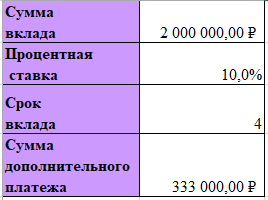 Сумма
вклада 2 000 000,00 ₽
Процентная
ставка 10,0%
Срок
вклада 4
Сумма
дополнительного
платежа 333 000,00 ₽